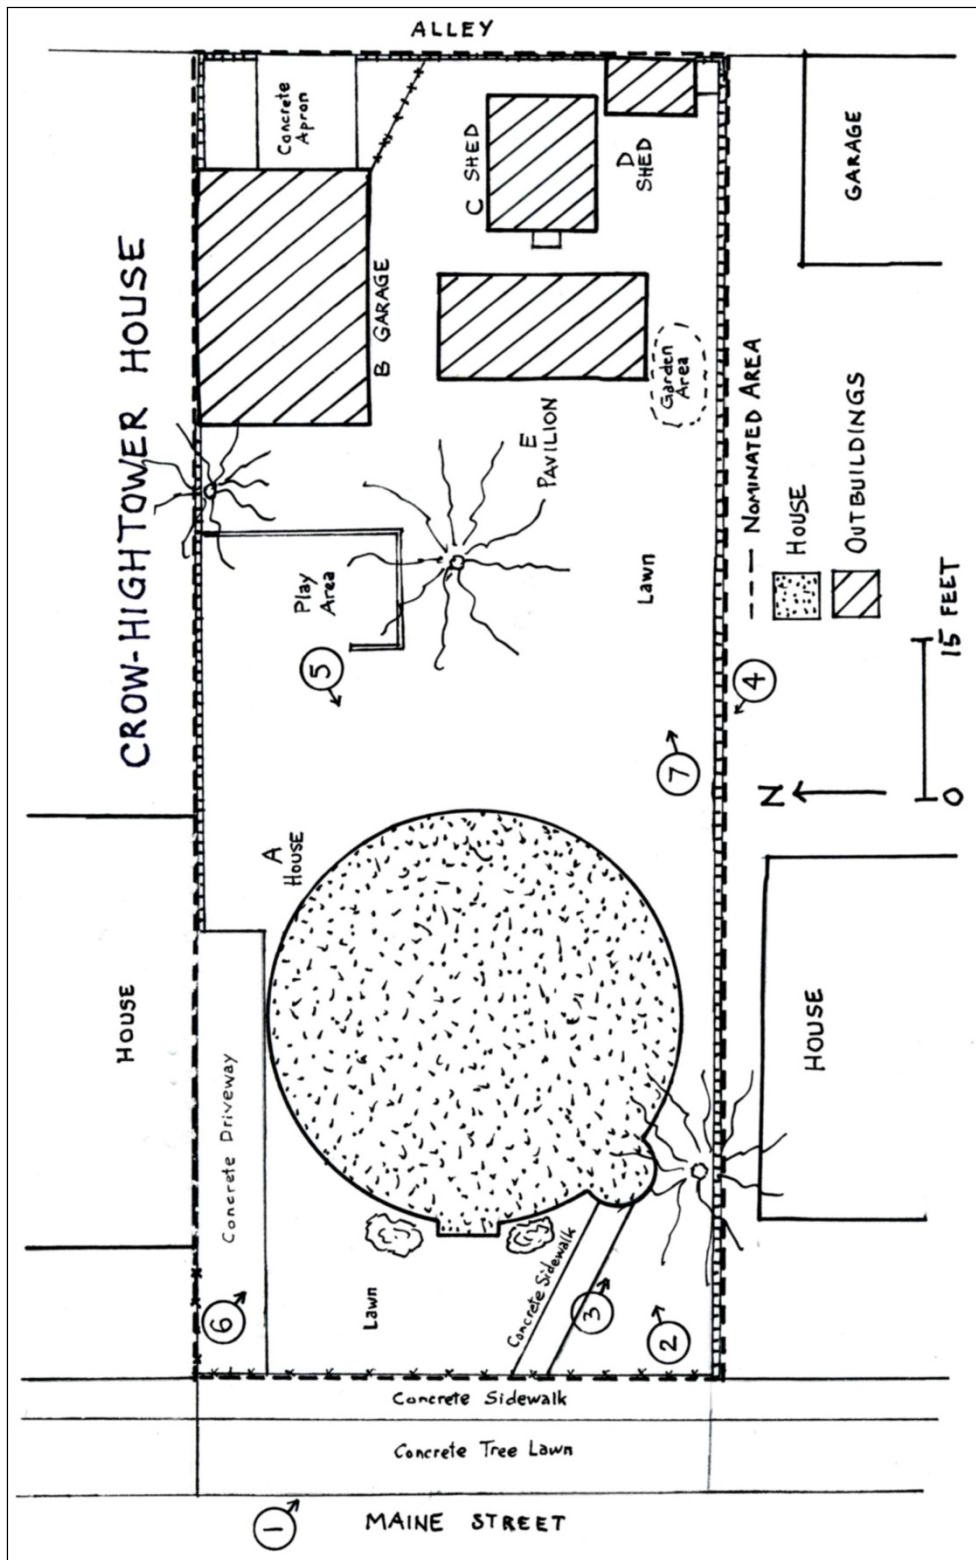 ALLEY
CROW-HIGHTOWER HOUSE
Concrete
Apron
C SHED
D
SHED
GARAGE
B GARAGE
Garden
Area
E
PAVILION
Play
Area
Lawn
NOMINATED AREA
HOUSE
OUTBUILDINGS
15 FEET
0
N
5
4
7
A
HOUSE
HOUSE
HOUSE
Concrete Driveway
Lawn
Concrete Sidewalk
6
3
2
Concrete Sidewalk
Concrete Tree Lawn
1
MAINE STREET